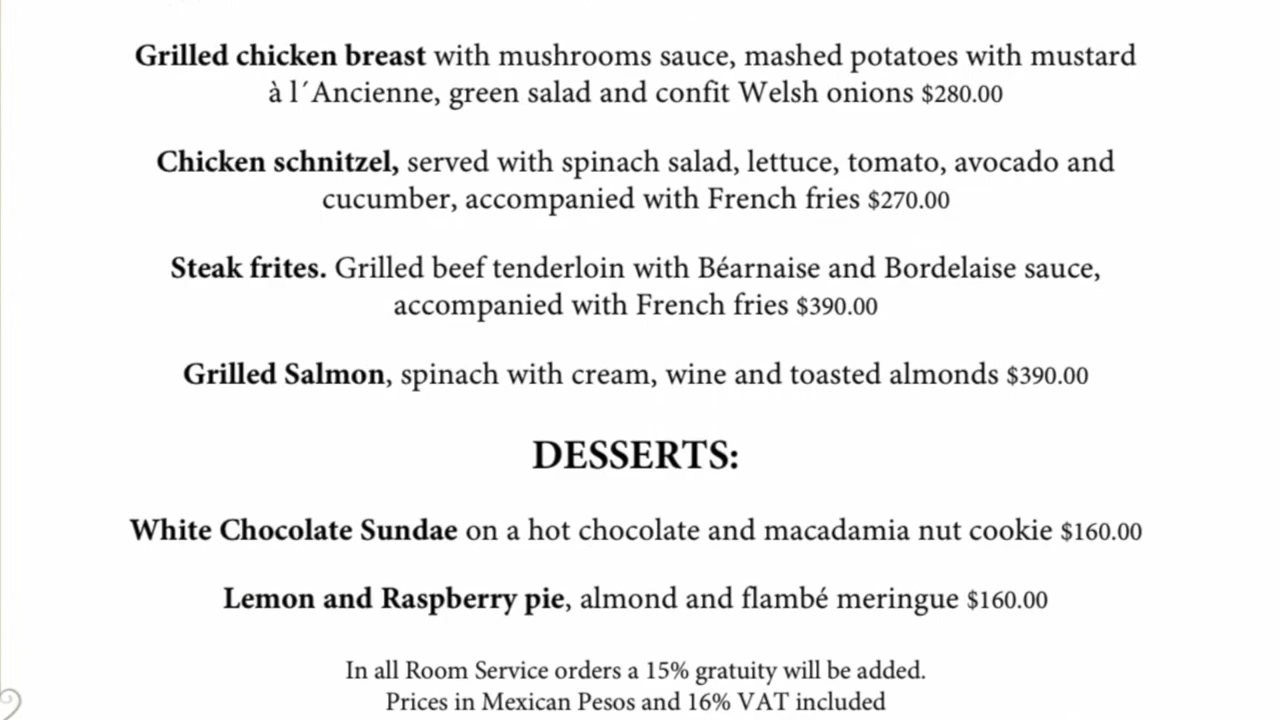 Grilled chicken breast with mushrooms sauce, mashed potatoes with mustard
à l´Ancienne, green salad and confit Welsh onions $280.00
Chicken schnitzel, served with spinach salad, lettuce, tomato, avocado and
cucumber, accompanied with French fries $270.00
Steak frites. Grilled beef tenderloin with Béarnaise and Bordelaise sauce,
accompanied with French fries $390.00
Grilled Salmon, spinach with cream, wine and toasted almonds $390.00
DESSERTS:
White Chocolate Sundae on a hot chocolate and macadamia nut cookie $160.00
Lemon and Raspberry pie, almond and flambé meringue $160.00
In all Room Service orders a 15% gratuity will be added.
Prices in Mexican Pesos and 16% VAT included